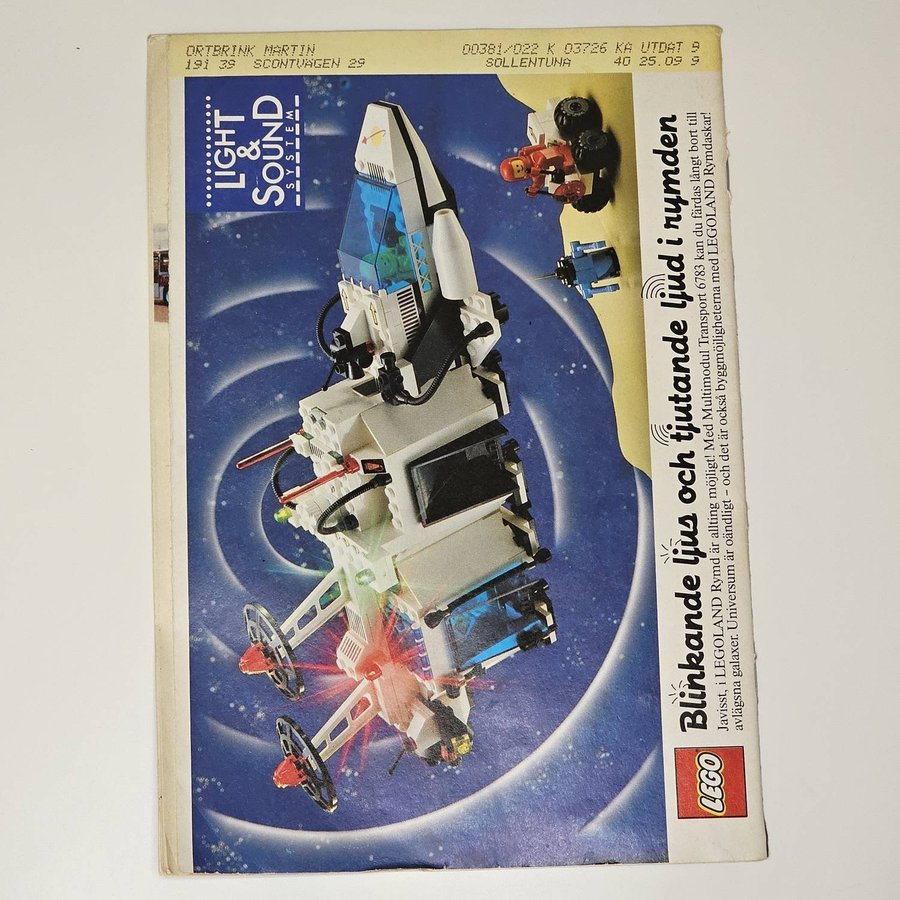 ORTBRINK MARTIN 00381/022 K 03726 KA UTDAT B
191 39 SCONTVÄGEN 29 SOLLENTUNA 40 25.09 9
LIGHT
&
SOUND
SYSTEM
Blinkande ljus och tjutande ljud i rymden
Javisst, i LEGOLAND Rymd är allting möjligt! Med Multimodul Transport 6783 kan du färdas långt bort till
avlägsna galaxer. Universum är oändligt – och det är också byggmöjligheterna med LEGOLAND Rymdaskar!
LEGO